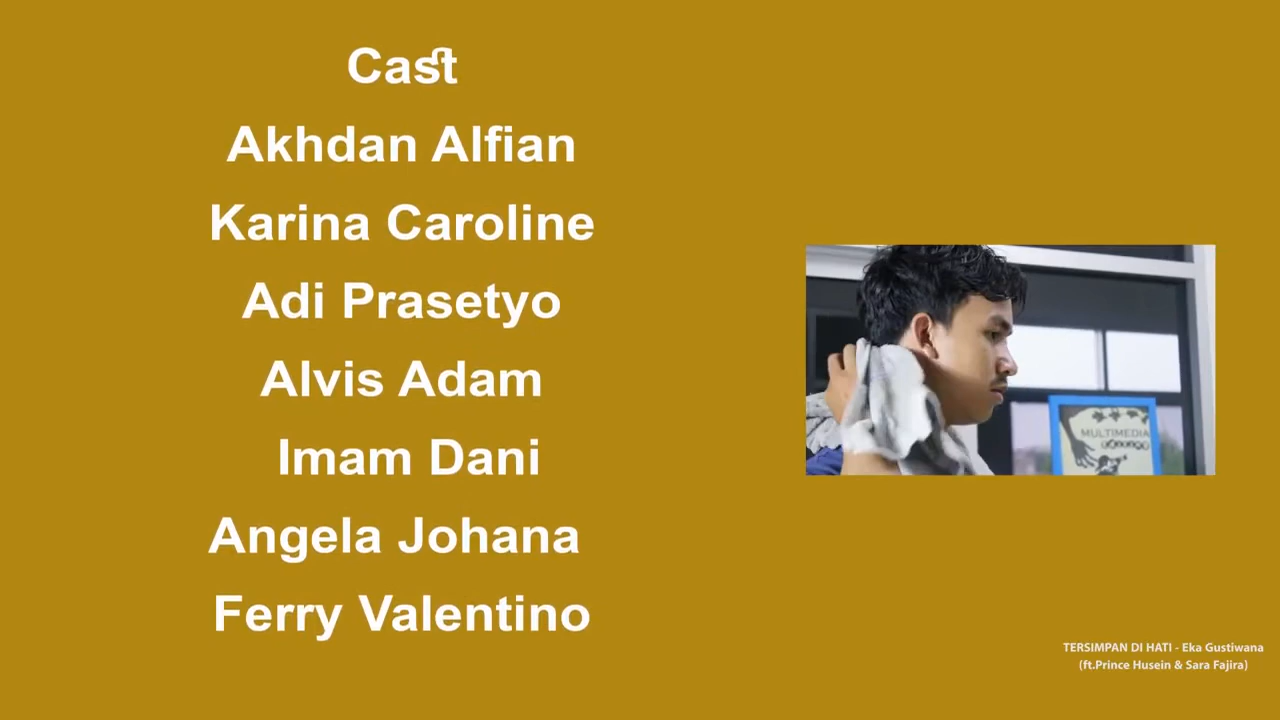 Cast
Akhdan Alfian
Karina Caroline
Adi Prasetyo
Alvis Adam
Imam Dani
Angela Johana
Ferry Valentino
MULTIMEDIA
TERSIMPAN DI HATI - Eka Gustiwana
(ft.Prince Husein & Sara Fajira)